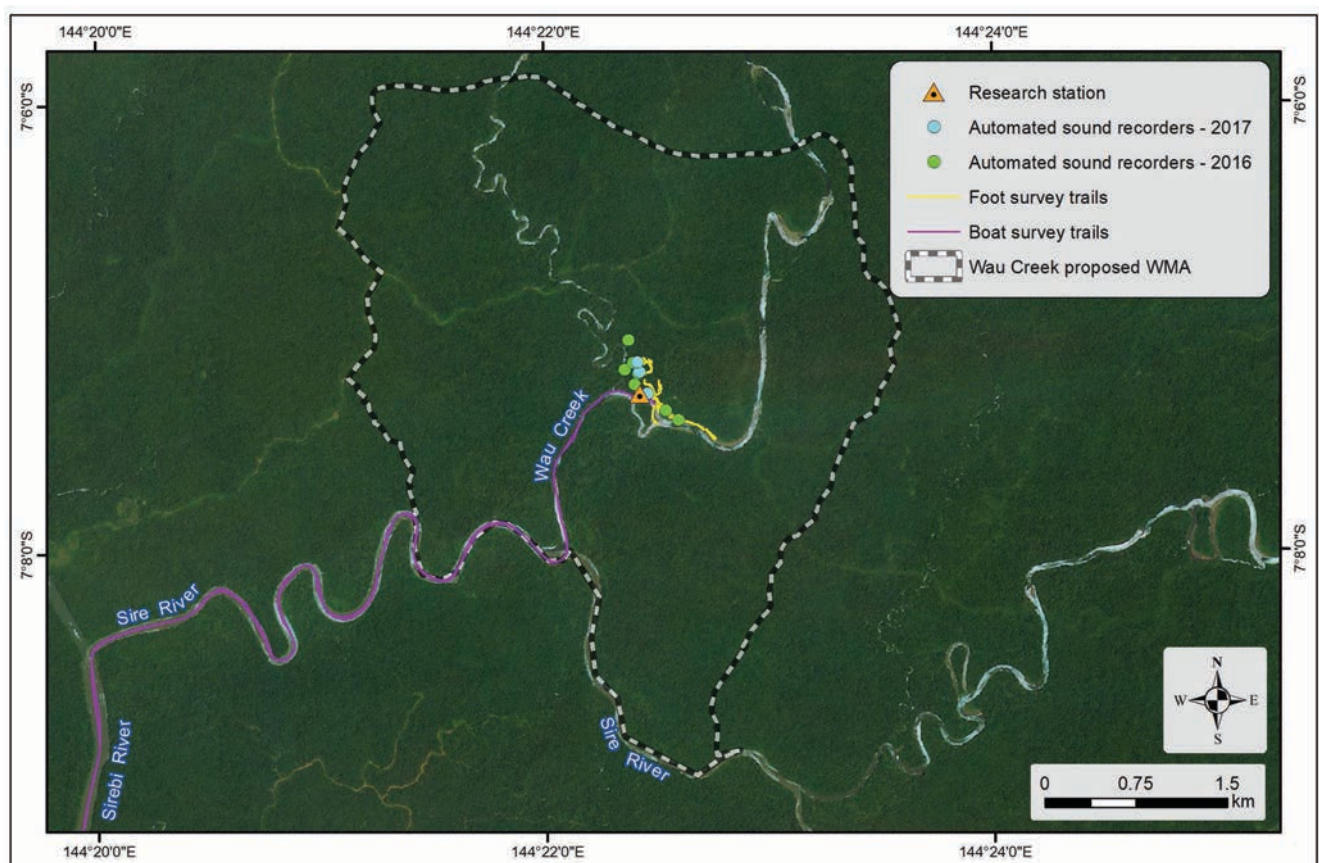 144°20'0"E
144°22'0"E
144°24'0"E
7°6'0"S
7°6'0"S
Research station
Automated sound recorders - 2017
Automated sound recorders - 2016
Foot survey trails
Boat survey trails
Wau Creek proposed WMA
Wau Creek
7°8'0"S
7°8'0"S
Sire River
Sire River
Sirebi River
N
W
E
S
0
0.75
1.5
km
144°20'0"E
144°22'0"E
144°24'0"E